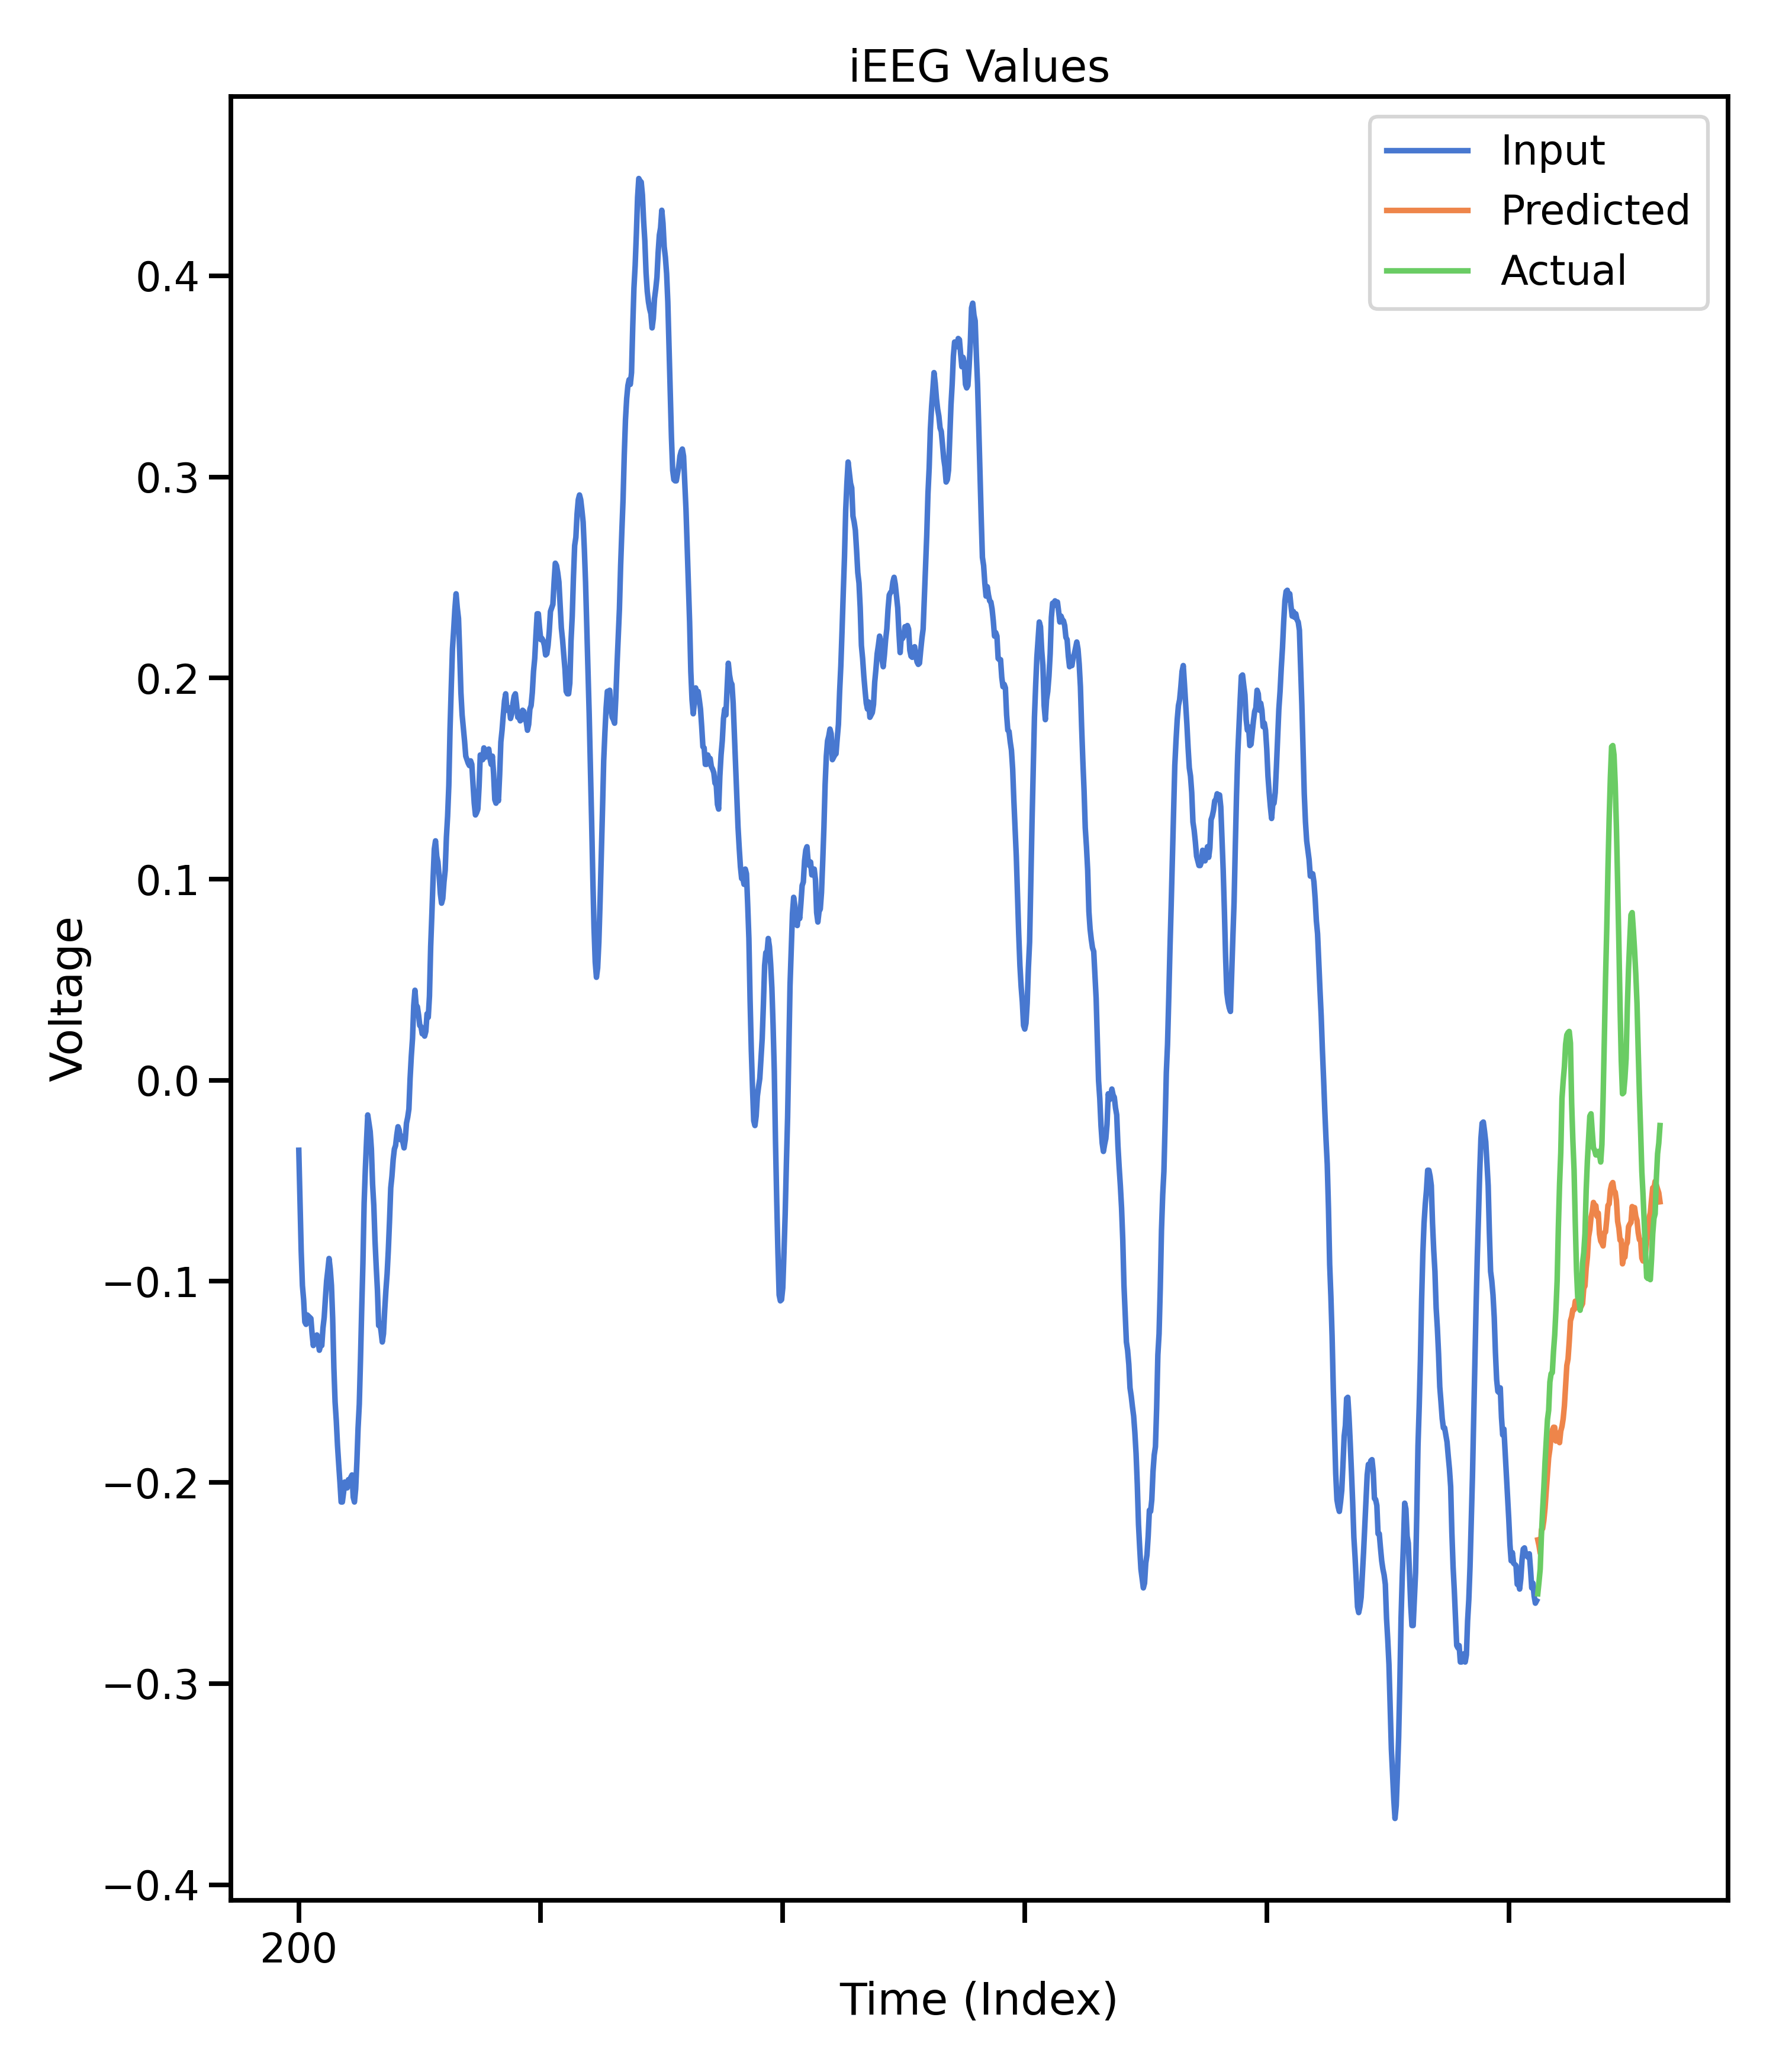 iEEG Values
Input
Predicted
Actual
0.4
0.3
0.2
0.1
0.0
−0.1
−0.2
−0.3
−0.4
Voltage
200
Time (Index)